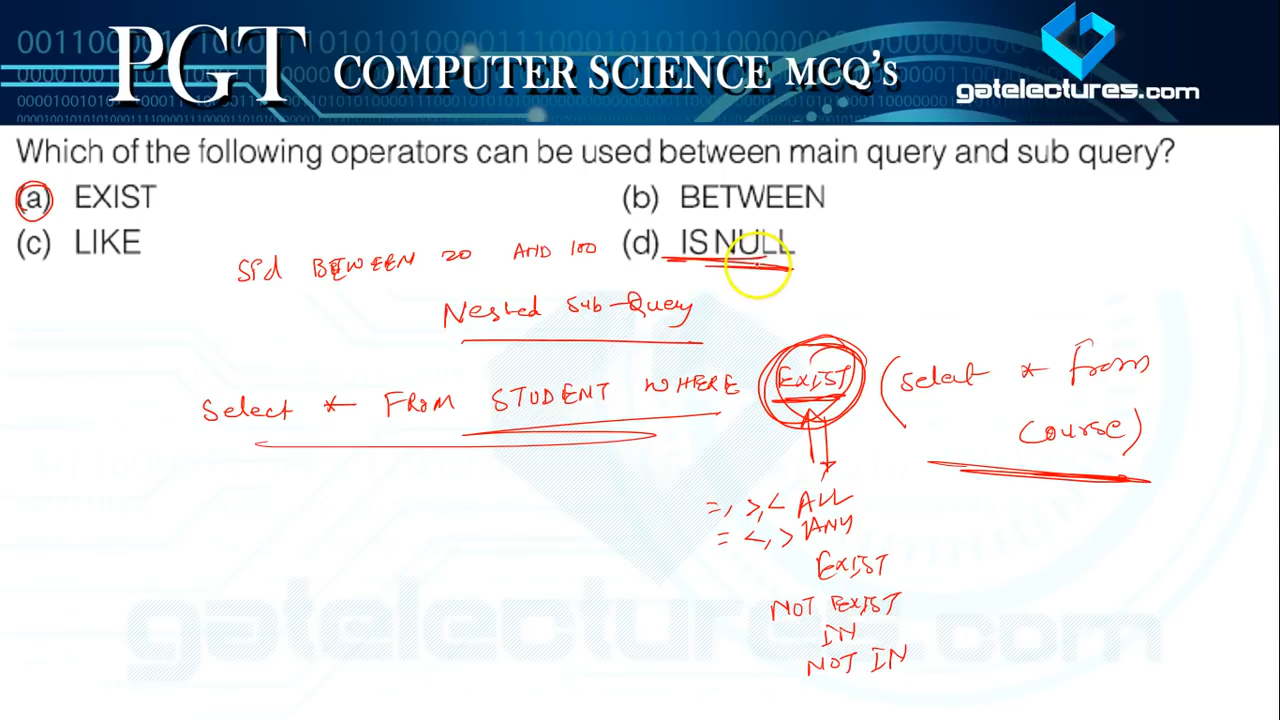 PGT COMPUTER SCIENCE MCQ'S
gatelectures.com
Which of the following operators can be used between main query and sub query?
(a) EXIST (b) BETWEEN
(c) LIKE (d) IS NULL
BETWEEN 20 AND 100
Nested Sub-Query
Select * FROM STUDENT WHERE EXIST (Select * From
Course)
=, >, < ALL
= <, > ANY
EXIST
NOT EXIST
IN
NOT IN
gatelectures.com